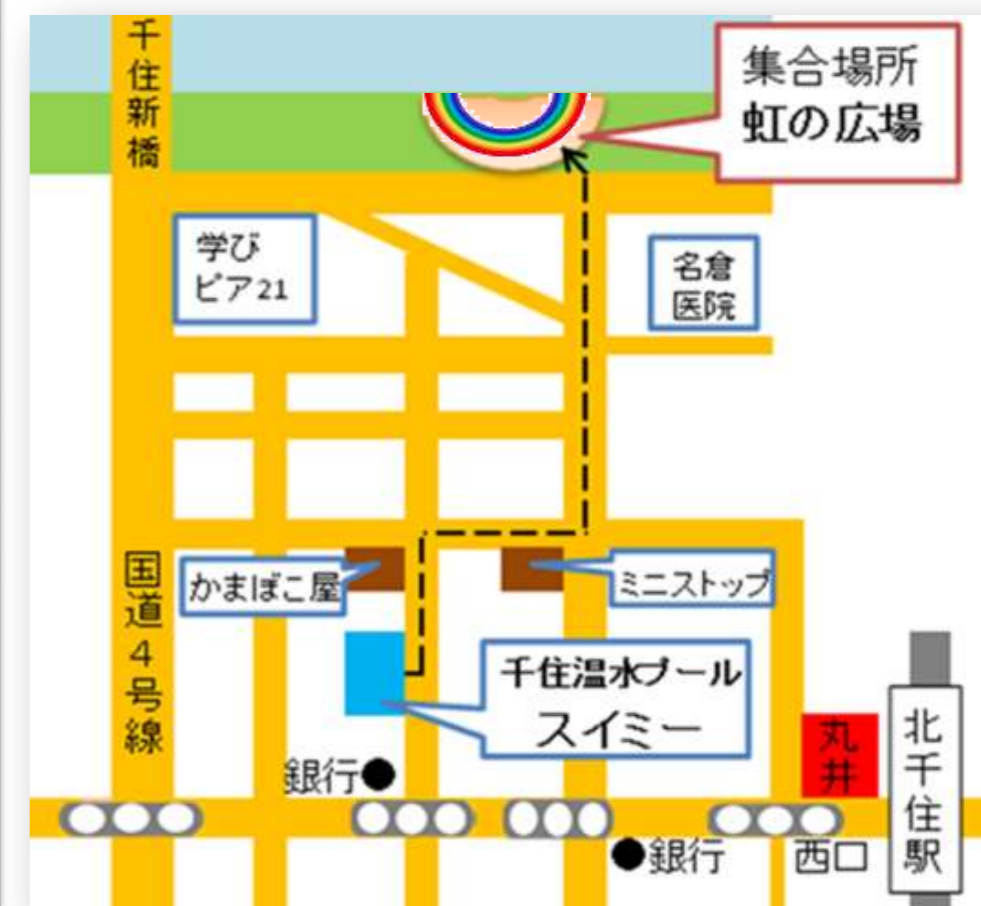 千住新橋
集合場所
虹の広場
学び
ピア21
名倉
医院
国道4号線
かまぼこ屋
ミニストップ
千住温水プール
スイミー
銀行
丸井
北千住駅
銀行
西口